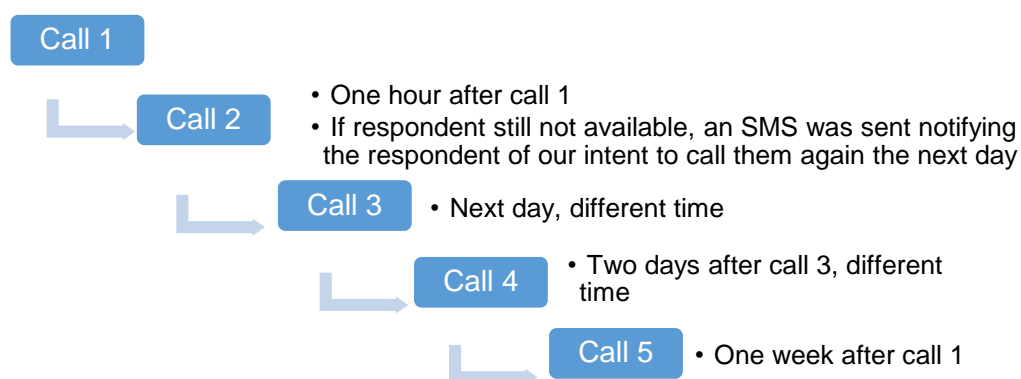 Call 1
Call 2
• One hour after call 1
• If respondent still not available, an SMS was sent notifying
the respondent of our intent to call them again the next day
Call 3
• Next day, different time
Call 4
• Two days after call 3, different
time
Call 5
• One week after call 1